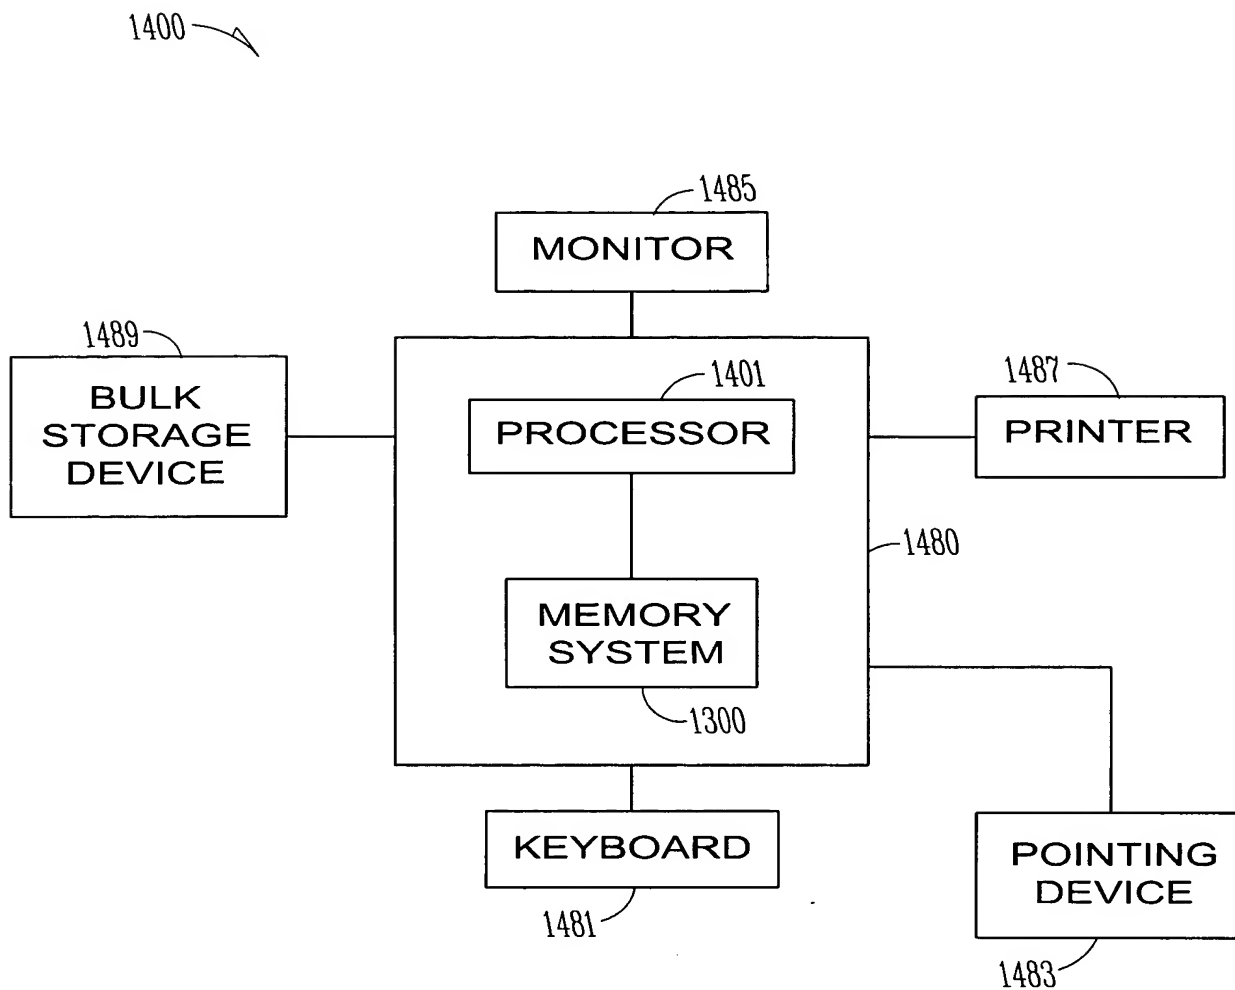 1400
1485
MONITOR
1489
BULK
STORAGE
DEVICE
1401
PROCESSOR
1487
PRINTER
1480
MEMORY
SYSTEM
1300
KEYBOARD
1481
POINTING
DEVICE
1483